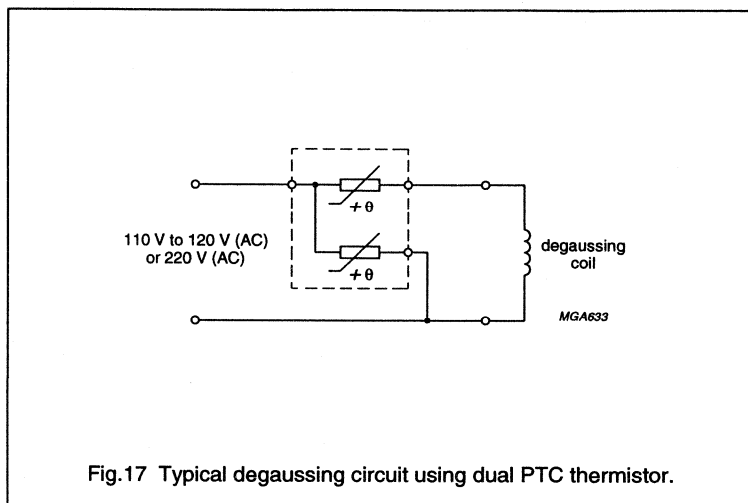 + θ
110 V to 120 V (AC)
or 220 V (AC)
+ θ
degaussing
coil
MGA633
Fig.17 Typical degaussing circuit using dual PTC thermistor.